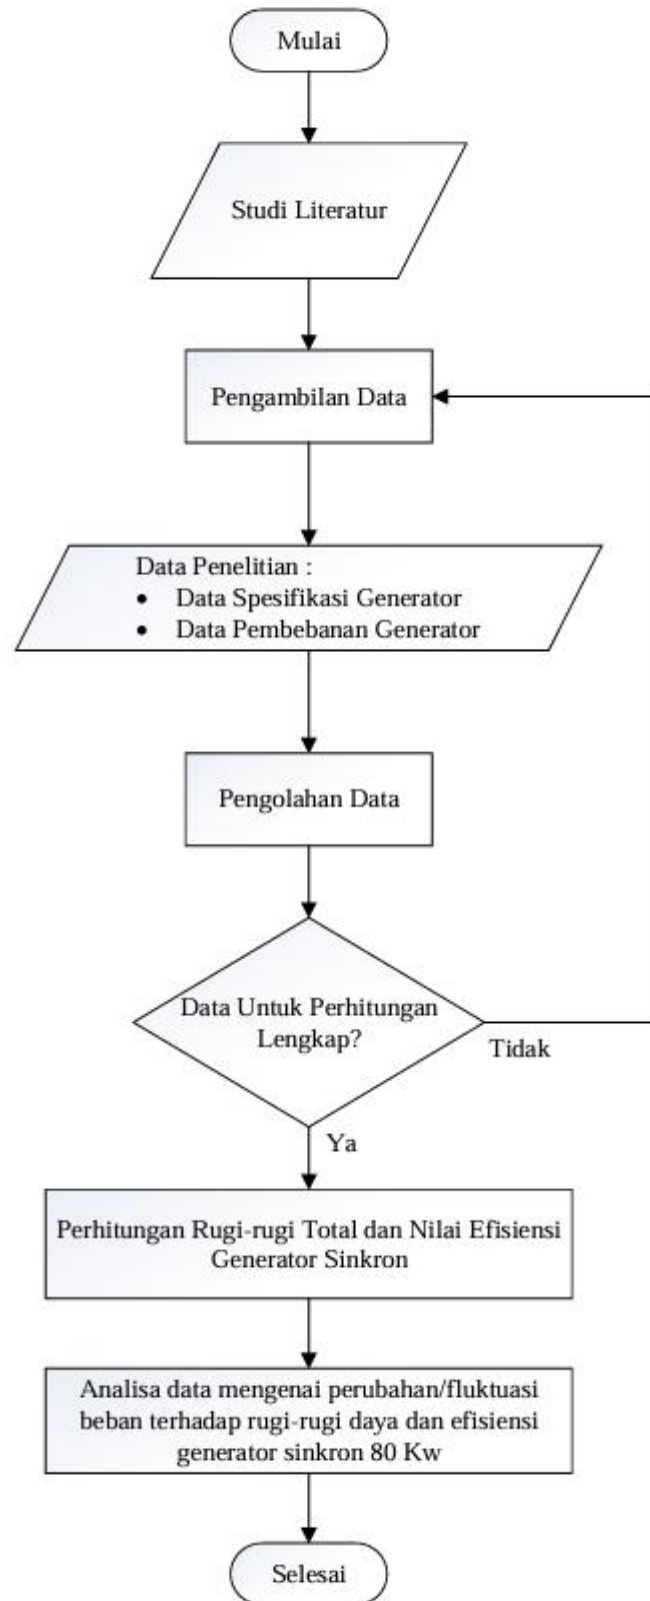 Mulai
Studi Literatur
Pengambilan Data
Data Penelitian :
• Data Spesifikasi Generator
• Data Pembebanan Generator
Pengolahan Data
Data Untuk Perhitungan
Lengkap?
Tidak
Ya
Perhitungan Rugi-rugi Total dan Nilai Efisiensi
Generator Sinkron
Analisa data mengenai perubahan/fluktuasi
beban terhadap rugi-rugi daya dan efisiensi
generator sinkron 80 Kw
Selesai